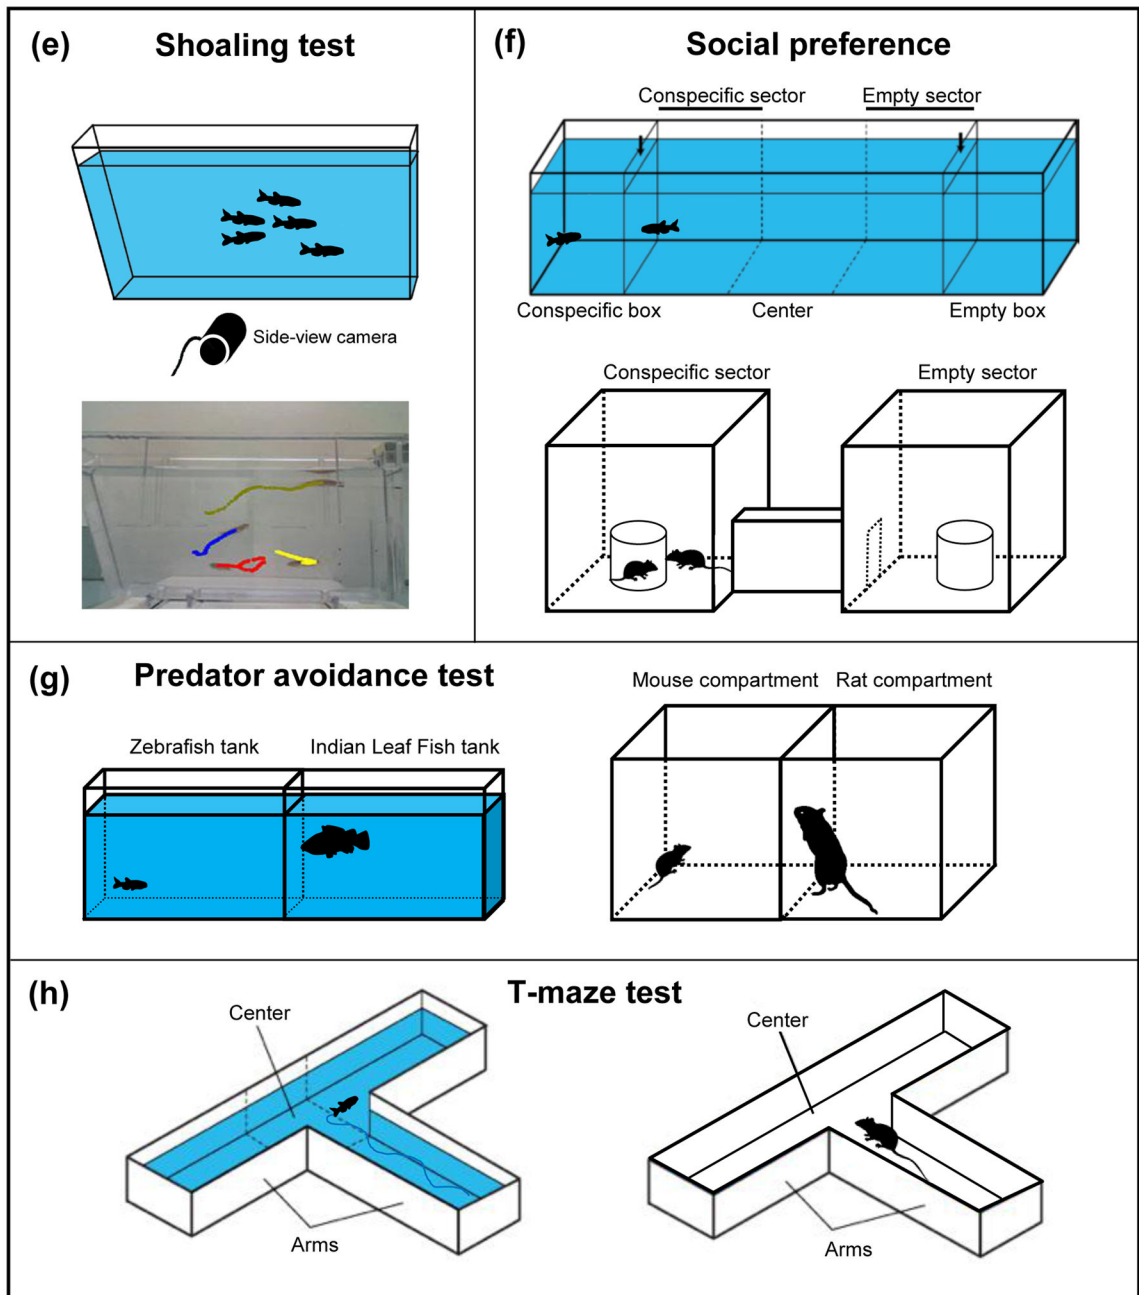 (e) Shoaling test
Side-view camera
(f) Social preference
Conspecific sector Empty sector
Conspecific box Center Empty box
Conspecific sector Empty sector
(g) Predator avoidance test
Zebrafish tank Indian Leaf Fish tank
Mouse compartment Rat compartment
(h) T-maze test
Center
Arms
Center
Arms